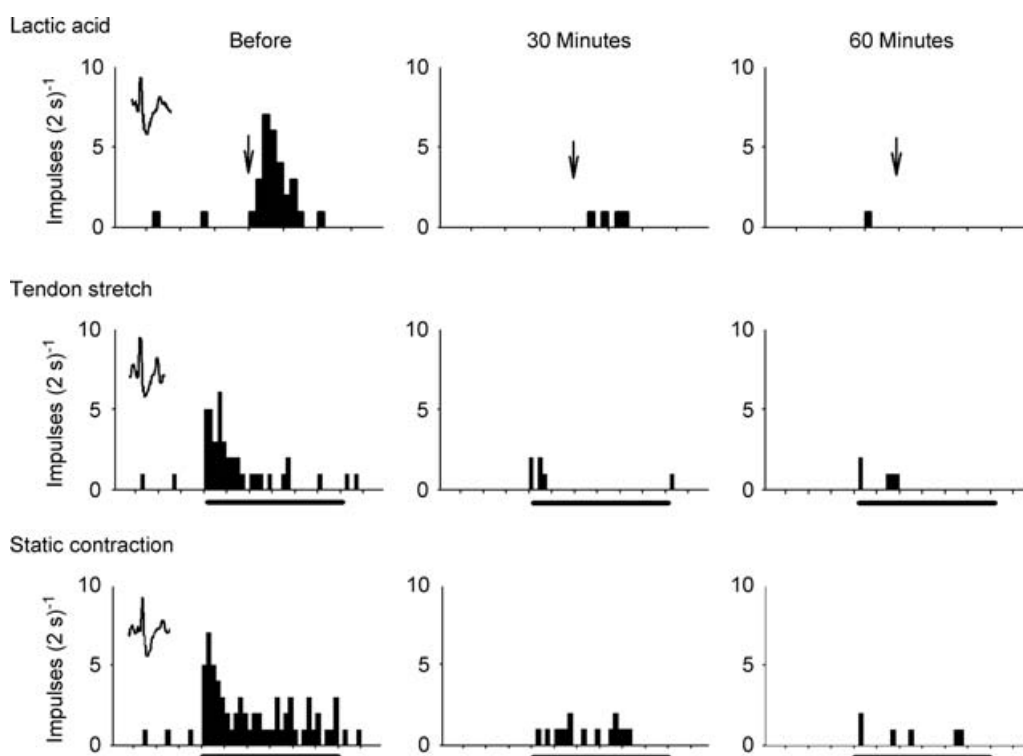 Lactic acid
Before 30 Minutes 60 Minutes
10 10 10
Impulses (2 s)-1
5 5 5
0 0 0
Tendon stretch
10 10 10
Impulses (2 s)-1
5 5 5
0 0 0
Static contraction
10 10 10
Impulses (2 s)-1
5 5 5
0 0 0